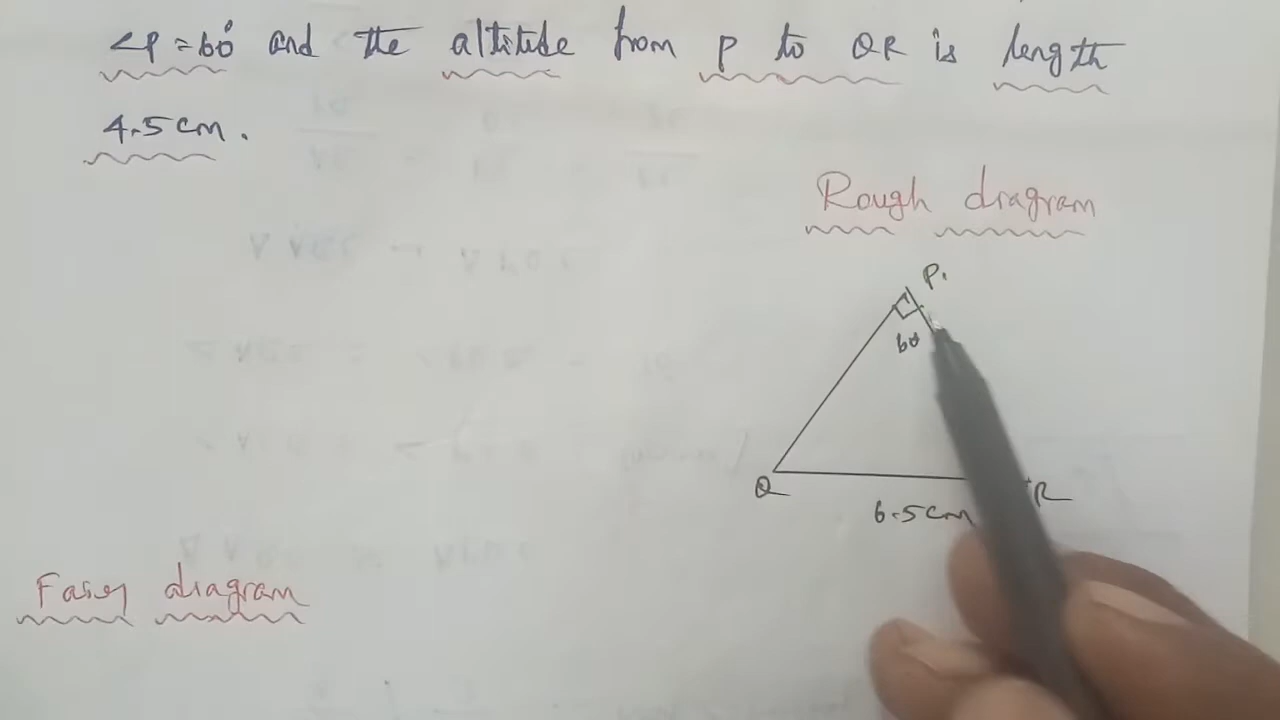 ∠P = 60° and the altitude from P to QR is length
4.5 cm.
Rough diagram
P.
60
Q
R
6.5 cm
Fairy diagram